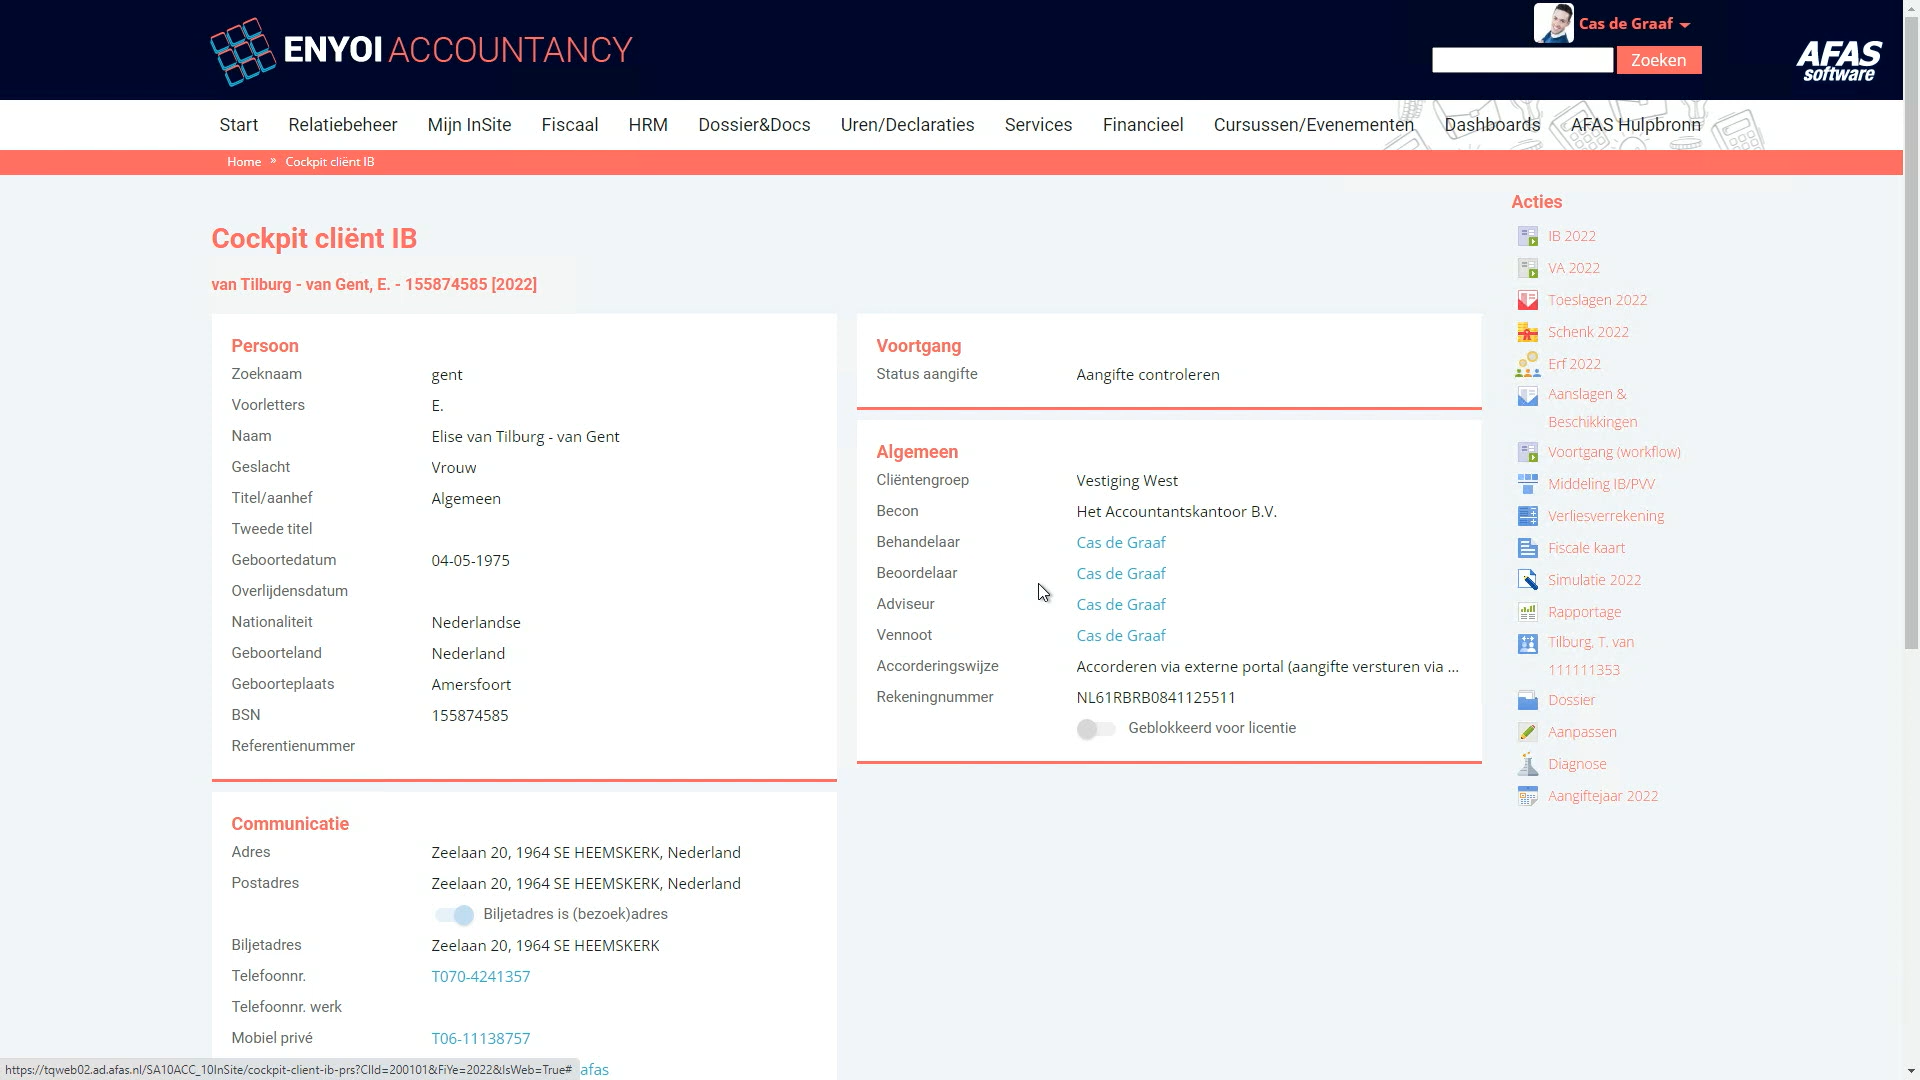 ENYOI ACCOUNTANCY
Cas de Graaf
Zoeken
AFAS
software
Start Relatiebeheer Mijn InSite Fiscaal HRM Dossier&Docs Uren/Declaraties Services Financieel Cursussen/Evenementen Dashboards AFAS Hulpbronn
Home » Cockpit cliënt IB
Cockpit cliënt IB
van Tilburg - van Gent, E. - 155874585 [2022]
Persoon
Zoeknaam gent
Voorletters E.
Naam Elise van Tilburg - van Gent
Geslacht Vrouw
Titel/aanhef Algemeen
Tweede titel
Geboortedatum 04-05-1975
Overlijdensdatum
Nationaliteit Nederlandse
Geboorteland Nederland
Geboorteplaats Amersfoort
BSN 155874585
Referentienummer
Communicatie
Adres Zeelaan 20, 1964 SE HEEMSKERK, Nederland
Postadres Zeelaan 20, 1964 SE HEEMSKERK, Nederland
Biljetadres is (bezoek)adres
Biljetadres Zeelaan 20, 1964 SE HEEMSKERK
Telefoonnr. T070-4241357
Telefoonnr. werk
Mobiel privé T06-11138757
afas
Voortgang
Status aangifte Aangifte controleren
Algemeen
Cliëntengroep Vestiging West
Becon Het Accountantskantoor B.V.
Behandelaar Cas de Graaf
Beoordelaar Cas de Graaf
Adviseur Cas de Graaf
Vennoot Cas de Graaf
Accorderingswijze Accorderen via externe portal (aangifte versturen via ...
Rekeningnummer NL61RBRB0841125511
Geblokkeerd voor licentie
Acties
IB 2022
VA 2022
Toeslagen 2022
Schenk 2022
Erf 2022
Aanslagen &
Beschikkingen
Voortgang (workflow)
Middeling IB/PVV
Verliesverrekening
Fiscale kaart
Simulatie 2022
Rapportage
Tilburg, T. van
111111353
Dossier
Aanpassen
Diagnose
Aangiftejaar 2022
https://tqweb02.ad.afas.nl/SA10ACC_10InSite/cockpit-client-ib-prs?ClId=200101&FiYe=2022&IsWeb=True#